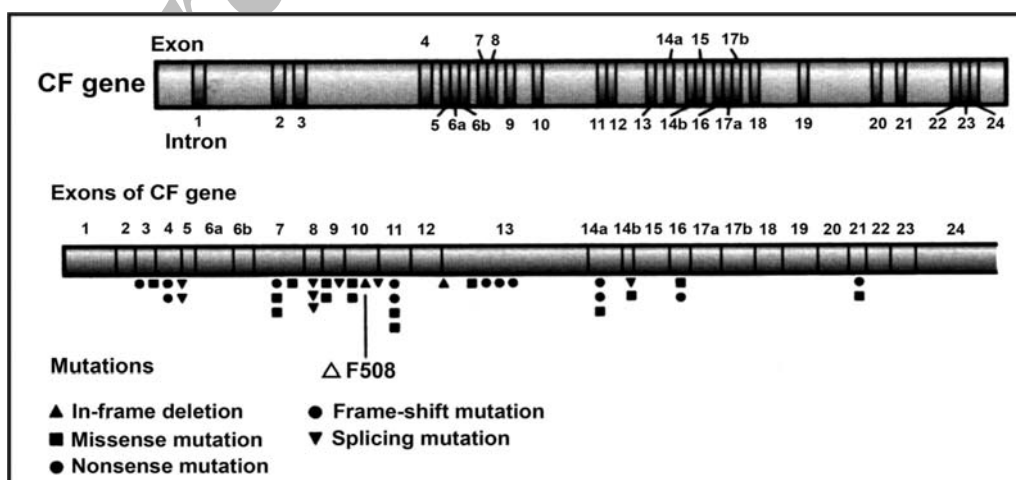 Exon 4 7 8 14a 15 17b
CF gene
1 2 3 5 6a 6b 9 10 11 12 13 14b 16 17a 18 19 20 21 22 23 24
Intron
Exons of CF gene
1 2 3 4 5 6a 6b 7 8 9 10 11 12 13 14a 14b 15 16 17a 17b 18 19 20 21 22 23 24
△ F508
Mutations
▲ In-frame deletion
■ Missense mutation
● Nonsense mutation
● Frame-shift mutation
▼ Splicing mutation